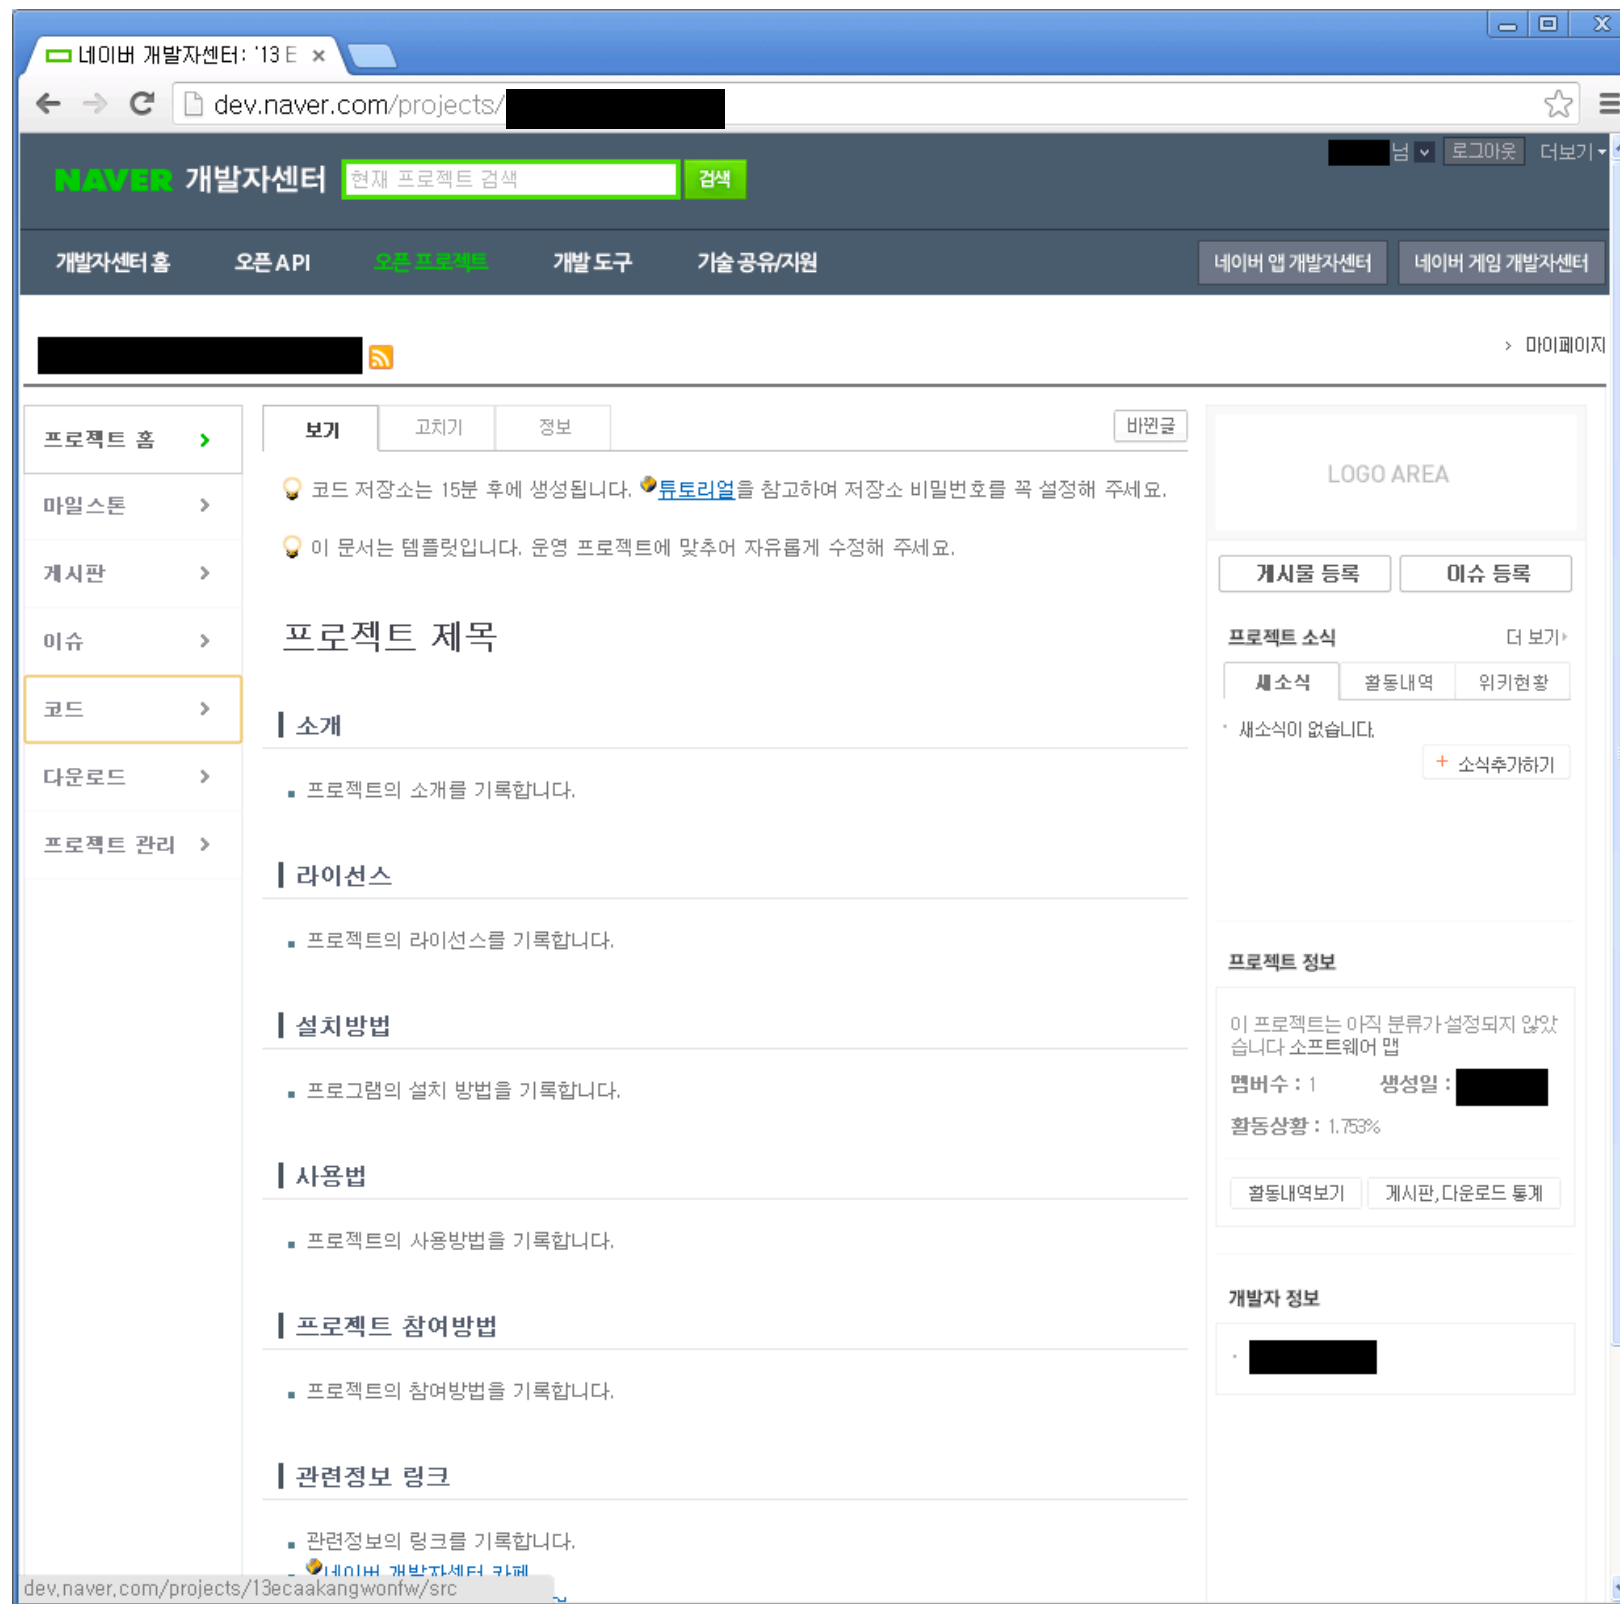 네이버 개발자센터: '13 E
dev.naver.com/projects/
님 로그아웃 더보기
NAVER 개발자센터 현재 프로젝트 검색 검색
개발자센터 홈 오픈 API 오픈 프로젝트 개발 도구 기술 공유/지원 네이버 앱 개발자센터 네이버 게임 개발자센터
> 마이페이지
프로젝트 홈
마일스톤
게시판
이슈
코드
다운로드
프로젝트 관리
보기 고치기 정보 바뀐글
코드 저장소는 15분 후에 생성됩니다. 튜토리얼을 참고하여 저장소 비밀번호를 꼭 설정해 주세요.
이 문서는 템플릿입니다. 운영 프로젝트에 맞추어 자유롭게 수정해 주세요.
프로젝트 제목
소개
프로젝트의 소개를 기록합니다.
라이선스
프로젝트의 라이선스를 기록합니다.
설치방법
프로그램의 설치 방법을 기록합니다.
사용법
프로젝트의 사용방법을 기록합니다.
프로젝트 참여방법
프로젝트의 참여방법을 기록합니다.
관련정보 링크
관련정보의 링크를 기록합니다.
네이버 개발자센터 카페
LOGO AREA
게시물 등록 이슈 등록
프로젝트 소식 더 보기
새소식 활동내역 위키현황
새소식이 없습니다.
+ 소식추가하기
프로젝트 정보
이 프로젝트는 아직 분류가 설정되지 않았
습니다 소프트웨어 맵
멤버수 : 1 생성일 :
활동상황 : 1.753%
활동내역보기 게시판,다운로드 통계
개발자 정보
dev.naver.com/projects/13ecaakangwonfw/src